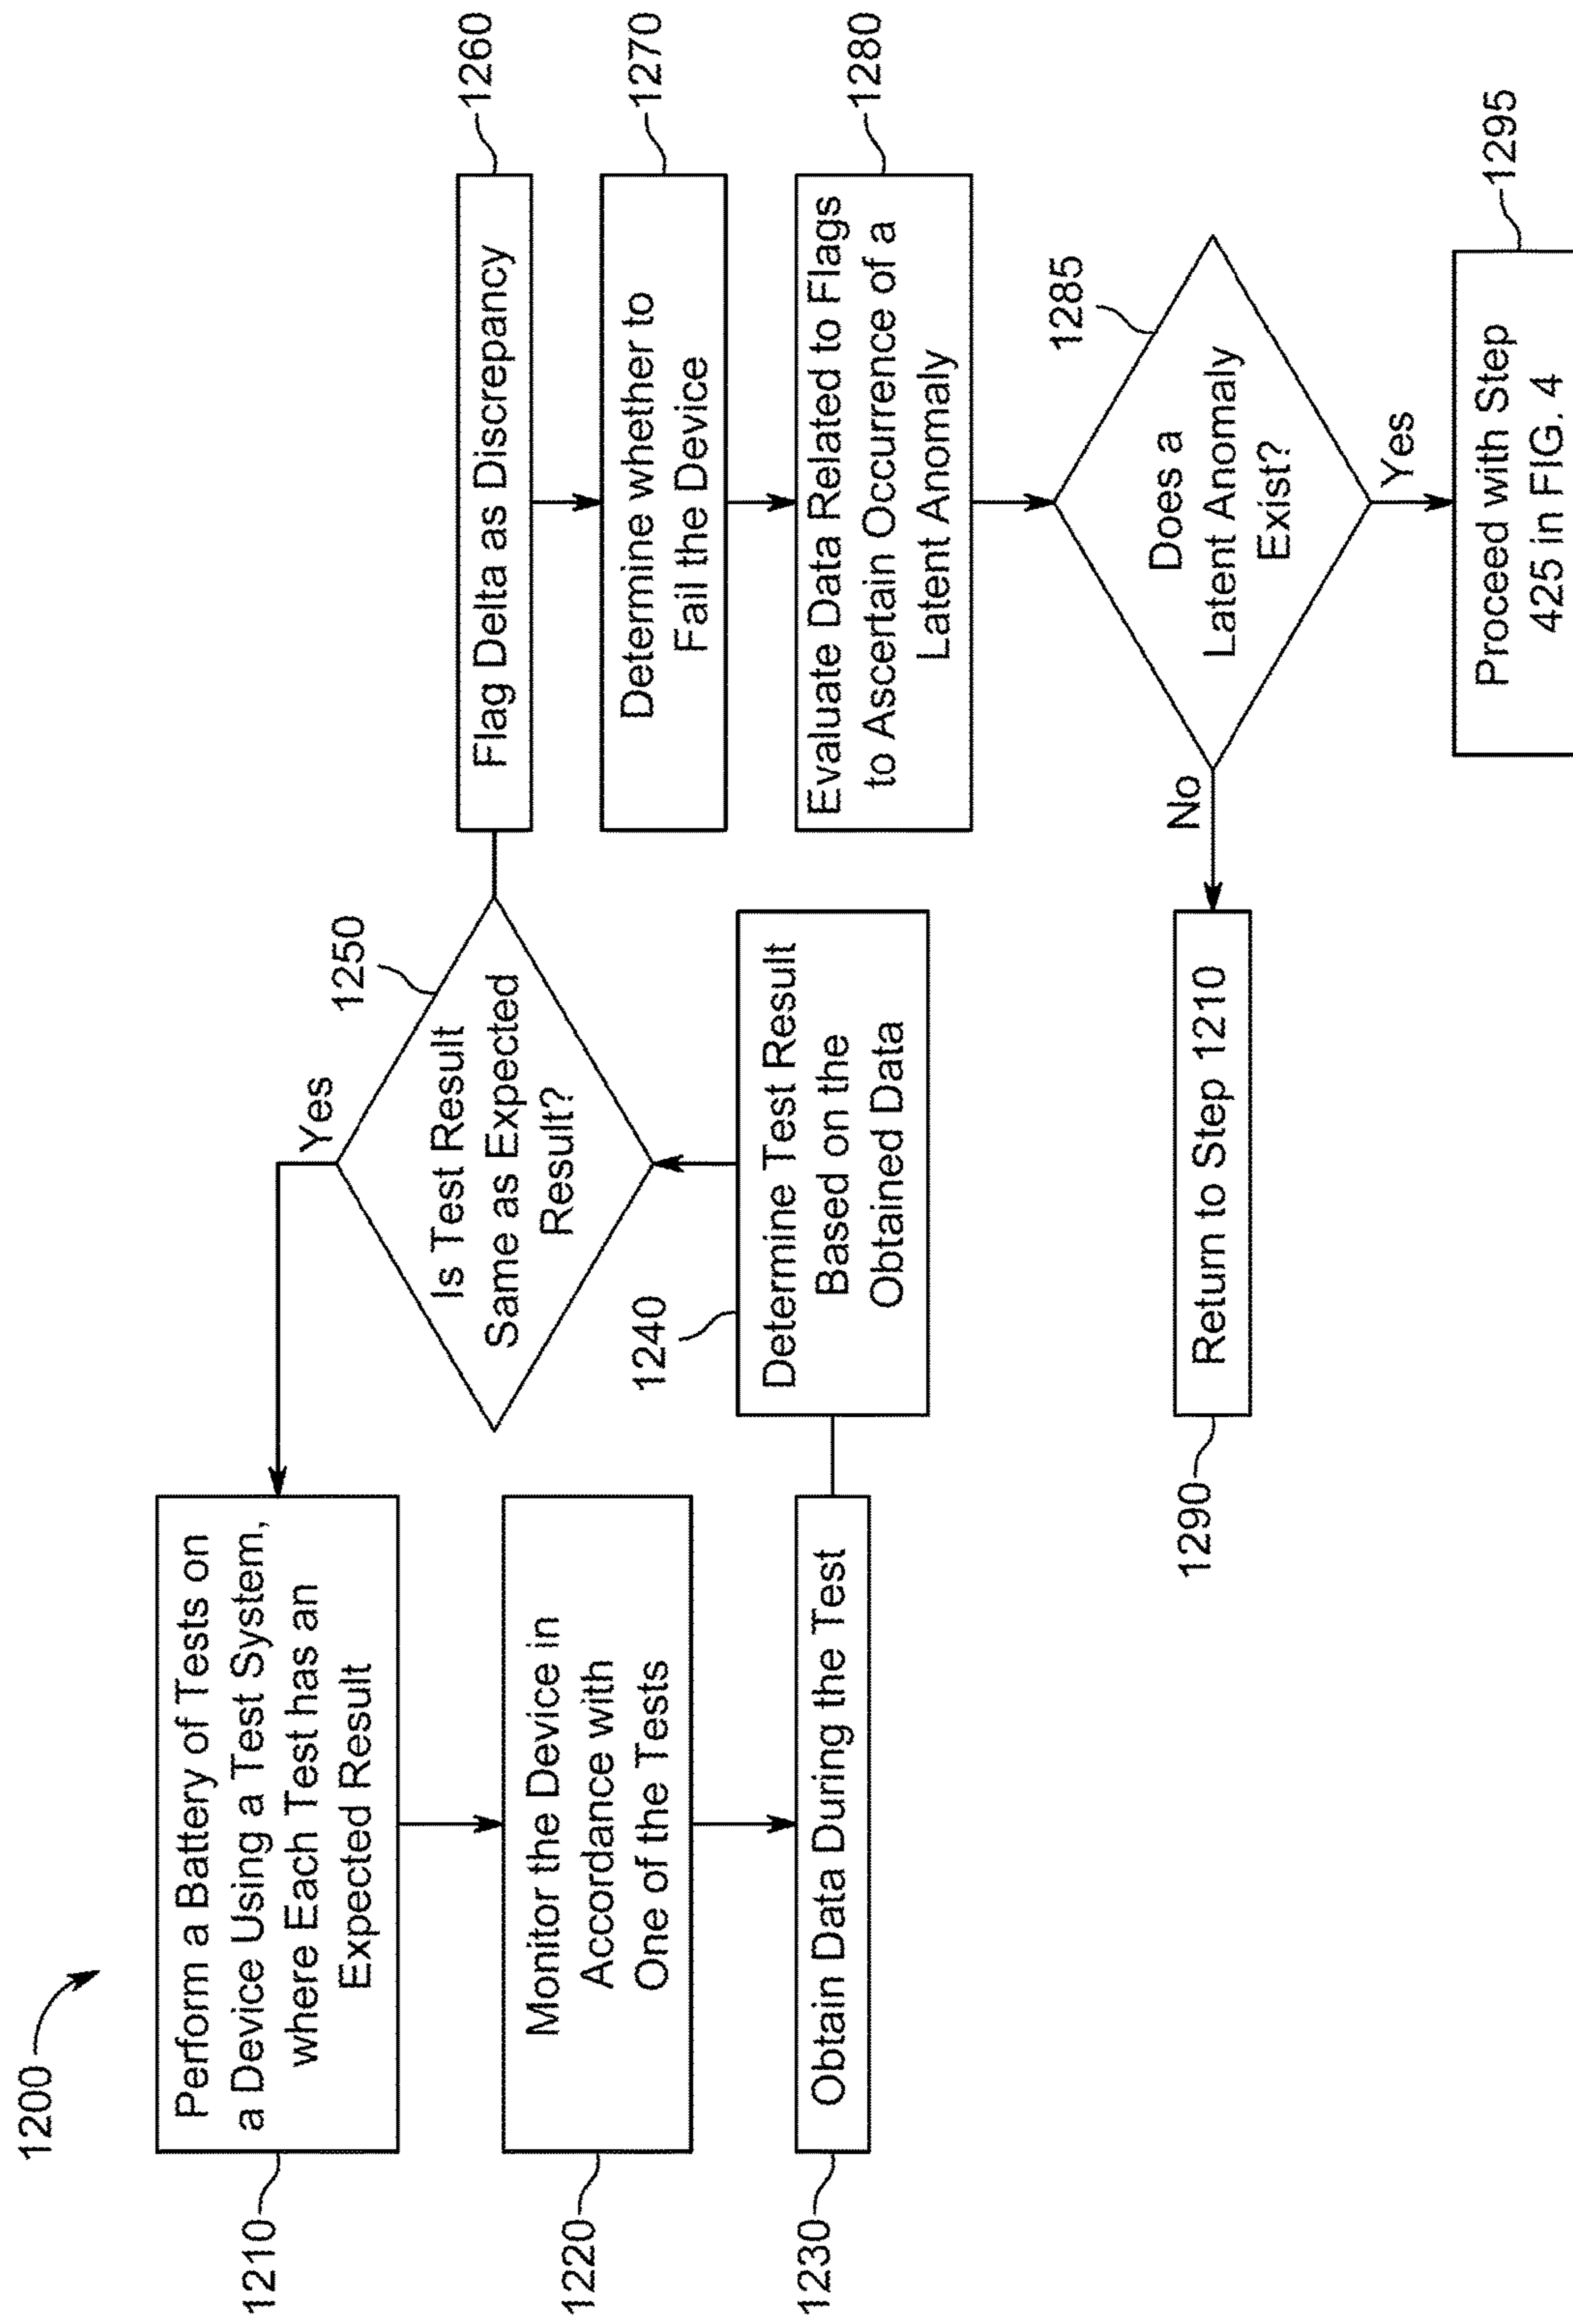 1200
1210
Perform a Battery of Tests on
a Device Using a Test System,
where Each Test has an
Expected Result
1220
Monitor the Device in
Accordance with
One of the Tests
1230
Obtain Data During the Test
1240
Determine Test Result
Based on the
Obtained Data
1250
Is Test Result
Same as Expected
Result?
Yes
1260
Flag Delta as Discrepancy
1270
Determine whether to
Fail the Device
1280
Evaluate Data Related to Flags
to Ascertain Occurrence of a
Latent Anomaly
1285
Does a
Latent Anomaly
Exist?
No
Yes
1290
Return to Step 1210
1295
Proceed with Step
425 in FIG. 4